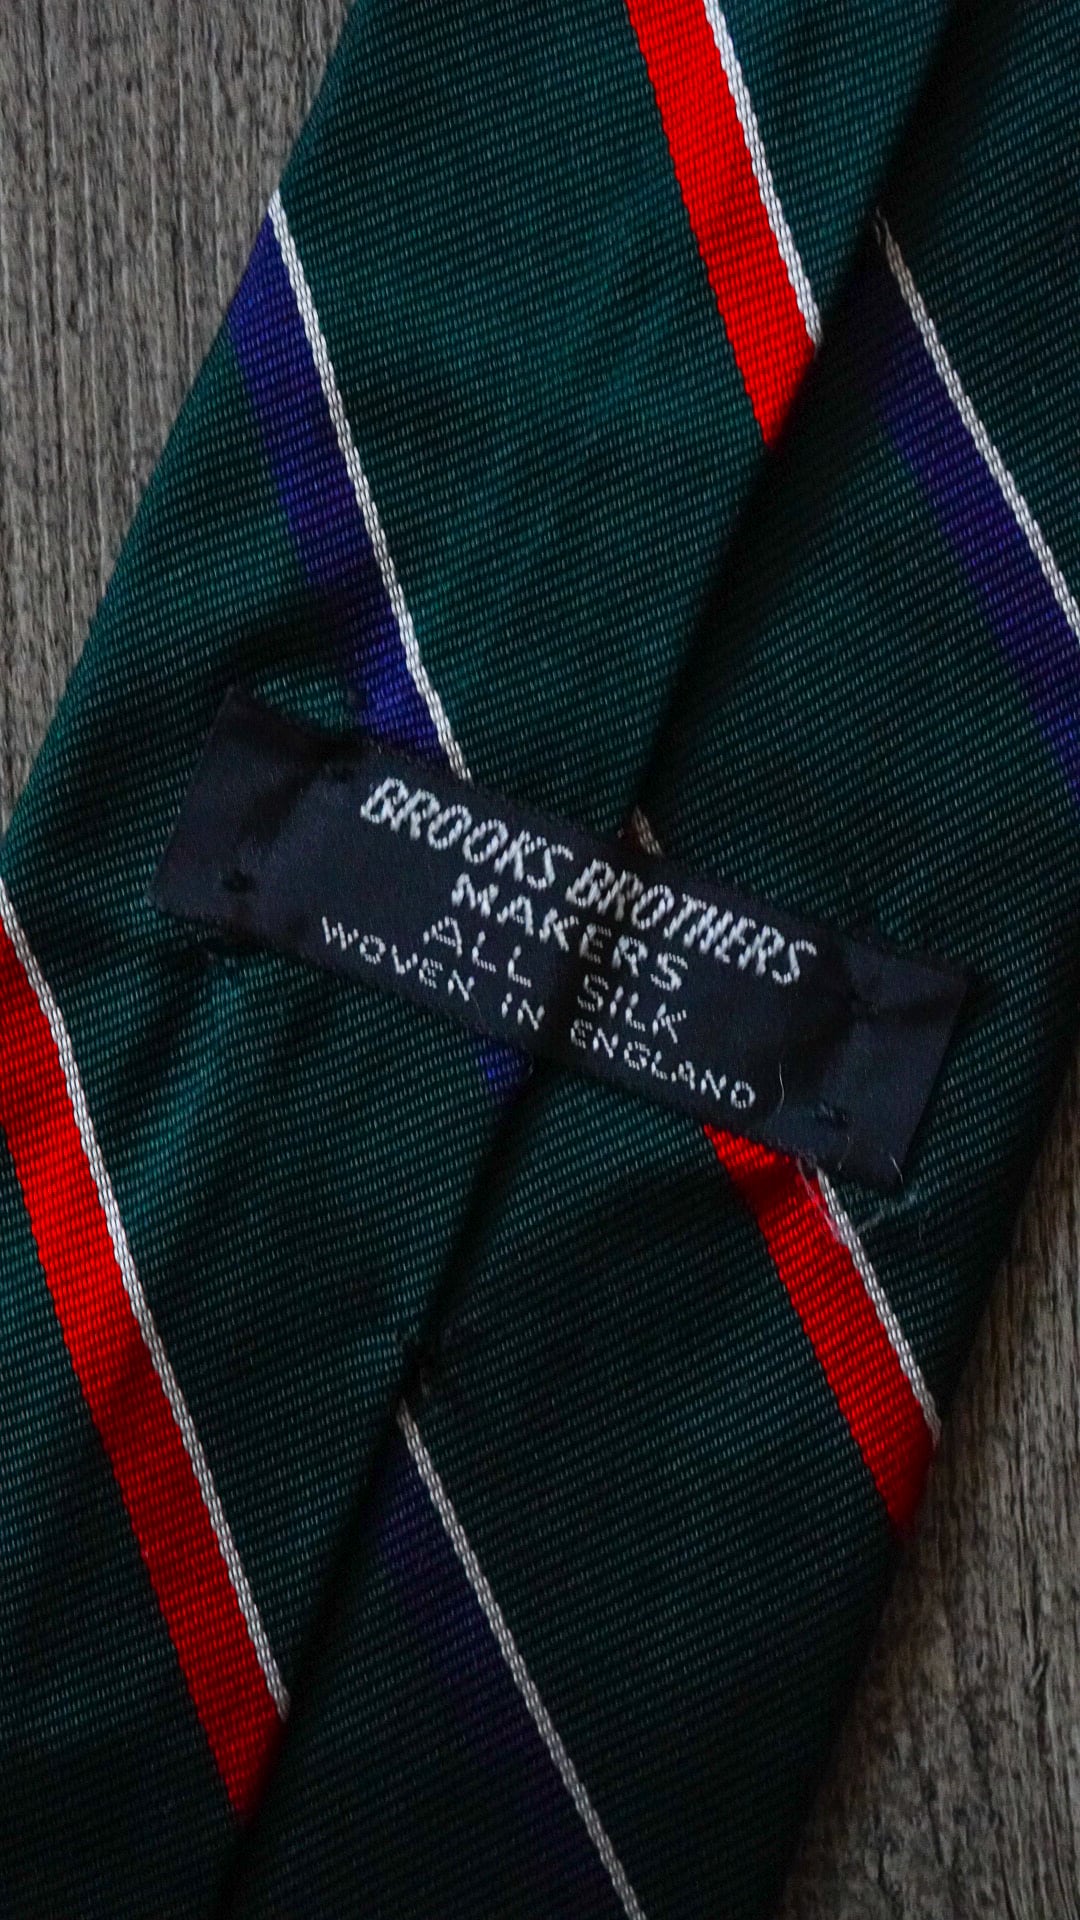 BROOKS BROTHERS
MAKERS
ALL SILK
WOVEN IN ENGLAND